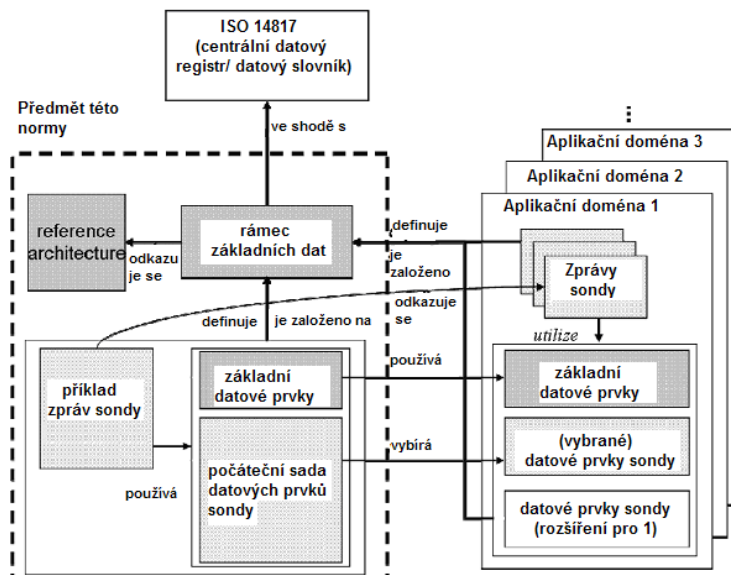 ISO 14817
(centrální datový
registr/ datový slovník)
Předmět této
normy
ve shodě s
⋮
Aplikační doména 3
Aplikační doména 2
Aplikační doména 1
reference
architecture
odkazu
je se
rámec
základních dat
definuje
je
založeno
Zprávy
sondy
odkazuje
se
definuje
je založeno na
utilize
příklad
zpráv sondy
základní
datové prvky
používá
základní
datové prvky
používá
počáteční sada
datových prvků
sondy
vybírá
(vybrané)
datové prvky sondy
datové prvky sondy
(rozšíření pro 1)